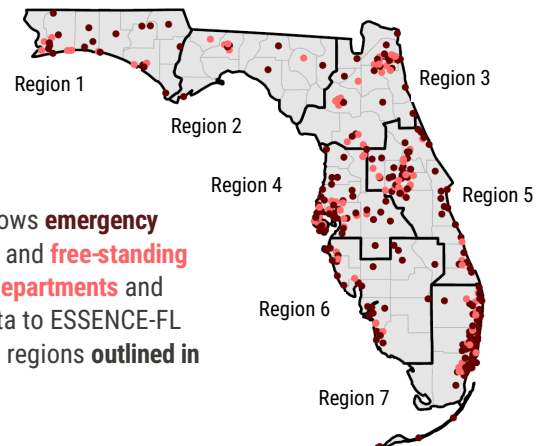 Region 1
Region 2
Region 3
Region 4
Region 5
ows emergency
and free-standing
epartments and
ta to ESSENCE-FL
regions outlined in
Region 6
Region 7